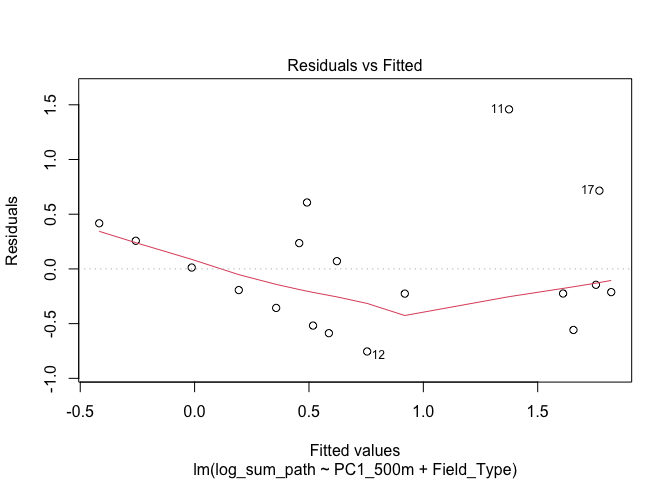 Residuals vs Fitted
Residuals
1.5
1.0
0.5
0.0
-0.5
-1.0
11
17
12
-0.5 0.0 0.5 1.0 1.5
Fitted values
lm(log_sum_path ~ PC1_500m + Field_Type)